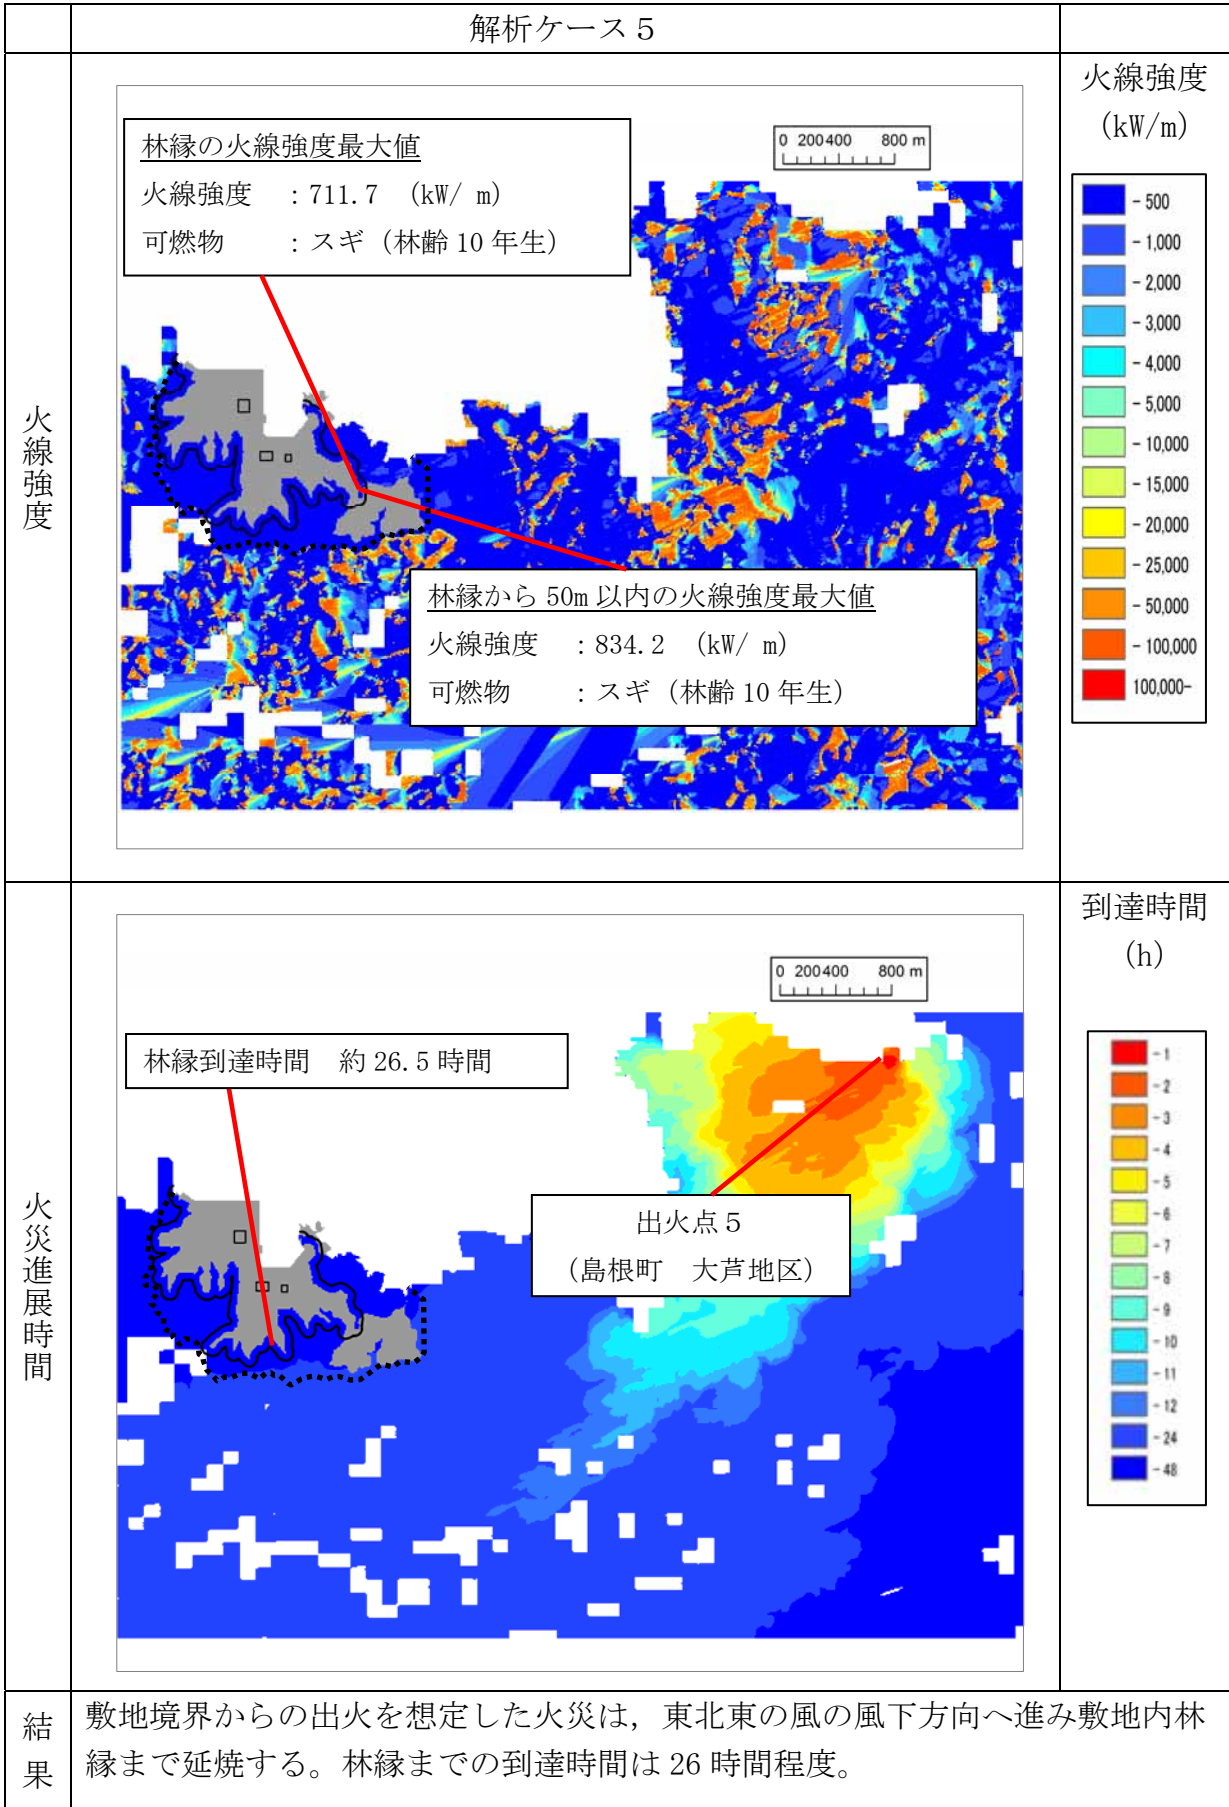 解析ケース５
火線強度
火線強度
(kW/m)
林縁の火線強度最大値
火線強度 ：711.7 (kW/ m)
可燃物 ：スギ（林齢 10 年生）
0 200400 800 m
林縁から 50m 以内の火線強度最大値
火線強度 ：834.2 (kW/ m)
可燃物 ：スギ（林齢 10 年生）
- 500
- 1,000
- 2,000
- 3,000
- 4,000
- 5,000
- 10,000
- 15,000
- 20,000
- 25,000
- 50,000
- 100,000
100,000-
火災進展時間
到達時間
(h)
0 200400 800 m
林縁到達時間 約 26.5 時間
出火点５
（島根町 大芦地区）
- 1
- 2
- 3
- 4
- 5
- 6
- 7
- 8
- 9
- 10
- 11
- 12
- 24
- 48
結果
敷地境界からの出火を想定した火災は，東北東の風の風下方向へ進み敷地内林
縁まで延焼する。林縁までの到達時間は 26 時間程度。